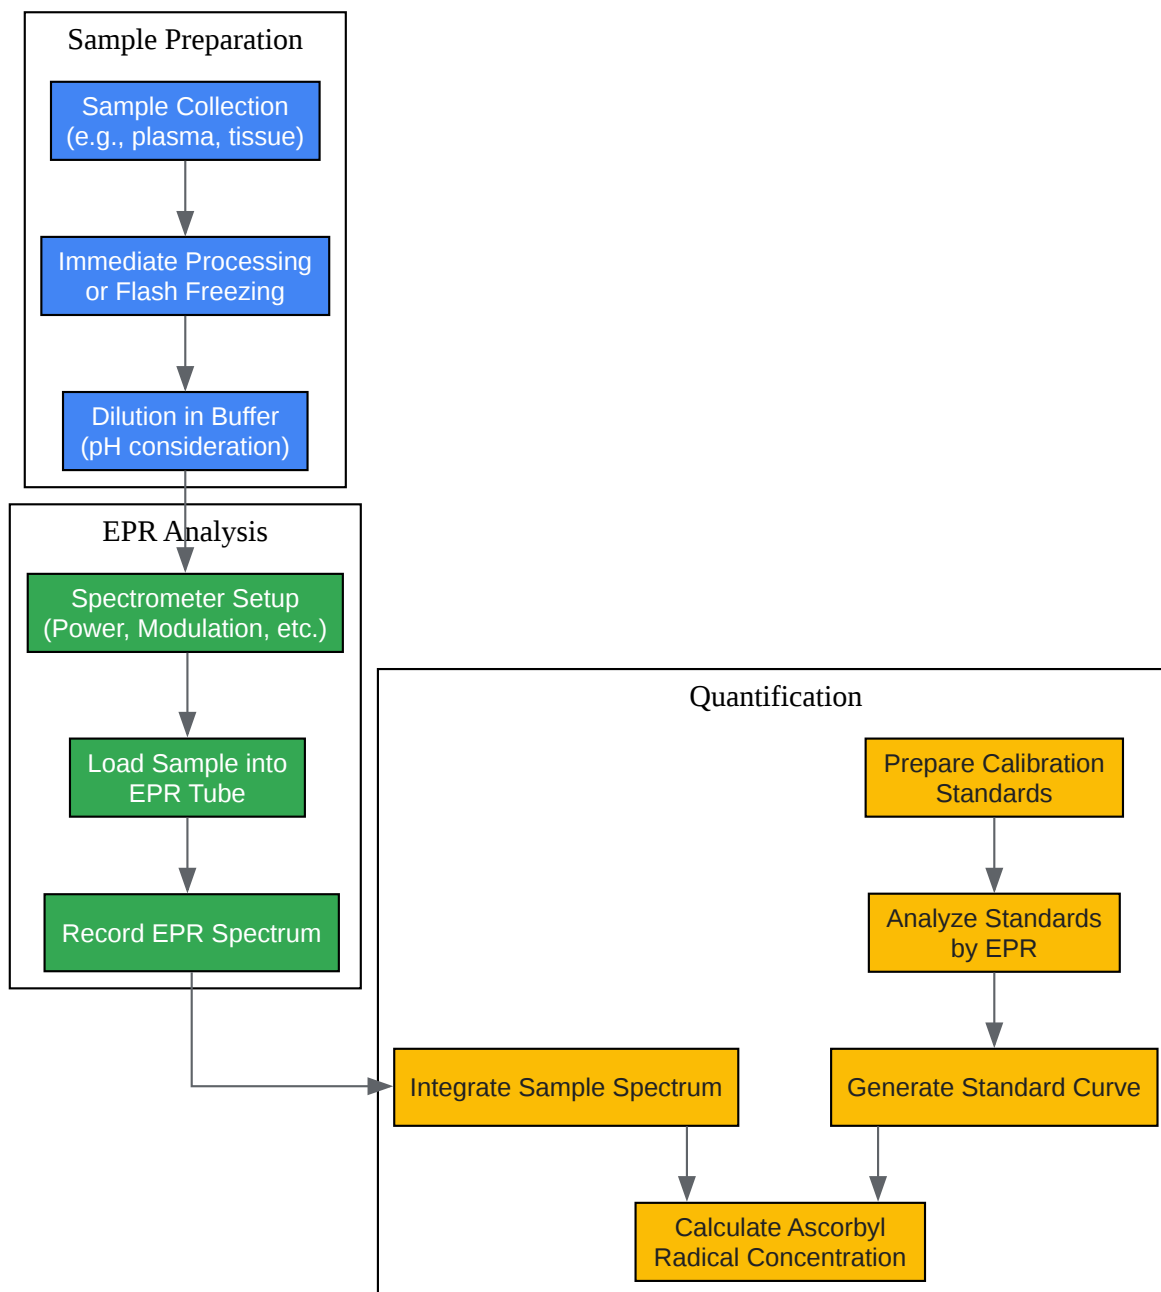 Sample Preparation
Sample Collection
(e.g., plasma, tissue)
Immediate Processing
or Flash Freezing
Dilution in Buffer
(pH consideration)
EPR Analysis
Spectrometer Setup
(Power, Modulation, etc.)
Load Sample into
EPR Tube
Record EPR Spectrum
Quantification
Prepare Calibration
Standards
Analyze Standards
by EPR
Integrate Sample Spectrum
Generate Standard Curve
Calculate Ascorbyl
Radical Concentration